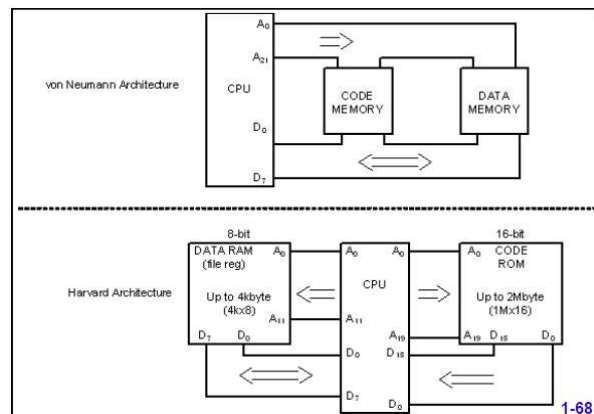 A0
A21
von Neumann Architecture
CPU
CODE
MEMORY
DATA
MEMORY
D0
D7
8-bit
16-bit
DATA RAM
(file reg)
A0
A0
A0
A0
CODE
ROM
CPU
Harvard Architecture
Up to 4kbyte
(4kx8)
Up to 2Mbyte
(1Mx16)
A11
A11
A19
A19
D15
D0
D7
D0
D0
D15
D7
D0
1-68